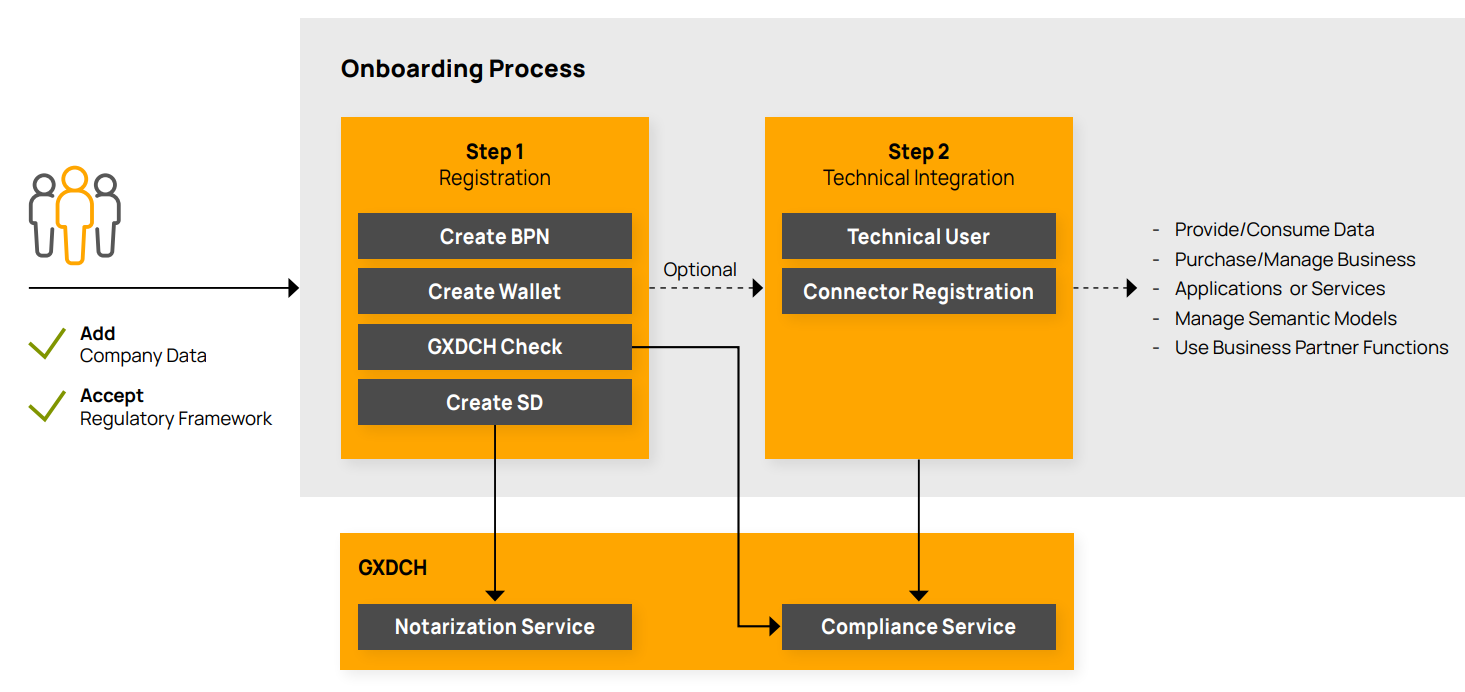 Onboarding Process
Step 1
Registration
Create BPN
Create Wallet
GXDCH Check
Create SD
Optional
Step 2
Technical Integration
Technical User
Connector Registration
- Provide/Consume Data
- Purchase/Manage Business
- Applications or Services
- Manage Semantic Models
- Use Business Partner Functions
Add
Company Data
Accept
Regulatory Framework
GXDCH
Notarization Service
Compliance Service